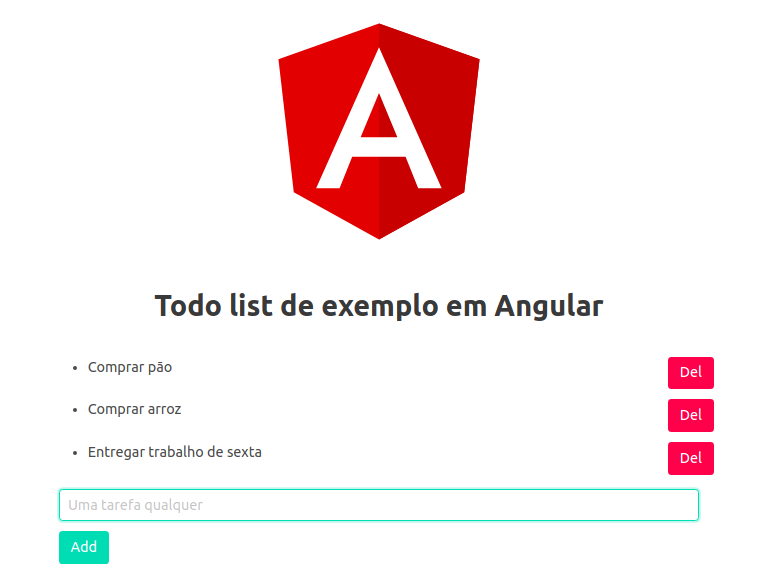 A
Todo list de exemplo em Angular
Comprar pão
Del
Comprar arroz
Del
Entregar trabalho de sexta
Del
Uma tarefa qualquer
Add